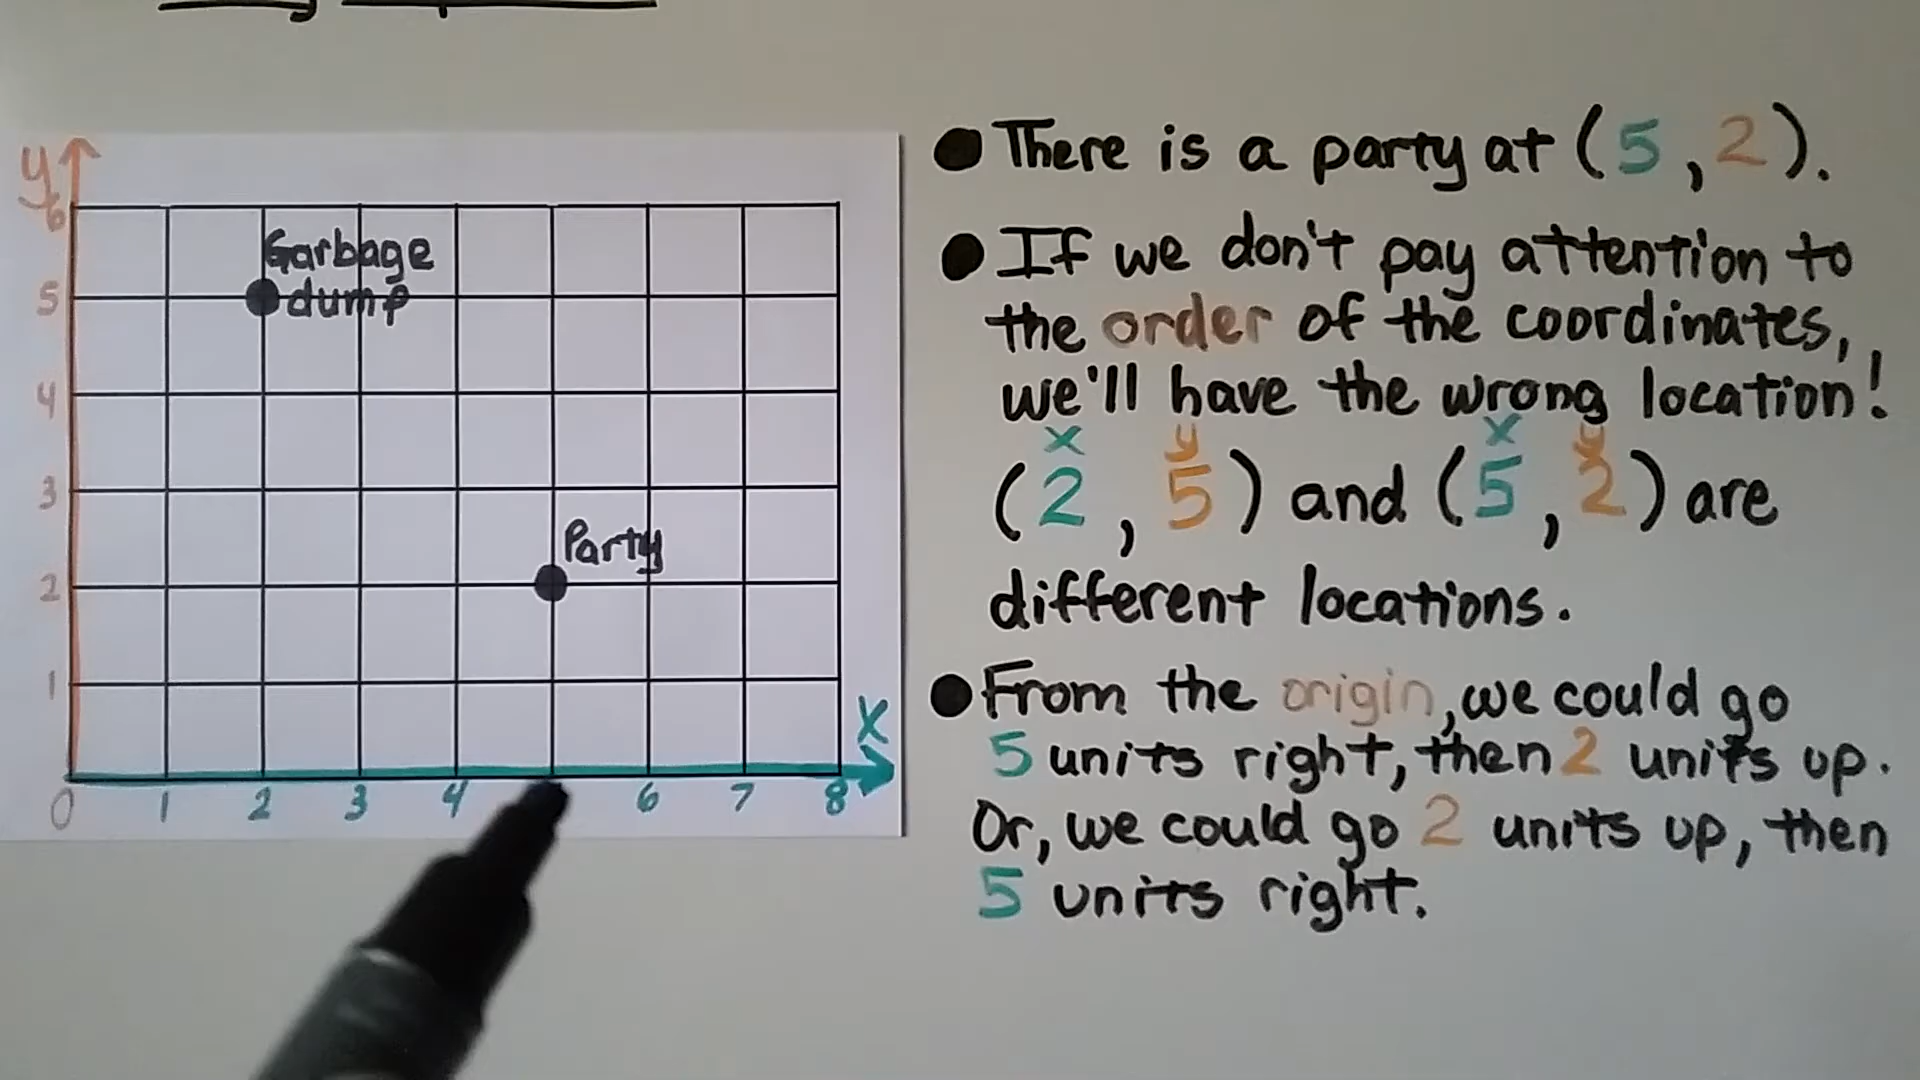 y
6
Garbage
dump
5
4
3
Party
2
1
X
0 1 2 3 4 6 7 8
There is a party at (5, 2).
If we don't pay attention to
the order of the coordinates,
we'll have the wrong location!
x y x y
(2, 5) and (5, 2) are
different locations.
From the origin, we could go
5 units right, then 2 units up.
Or, we could go 2 units up, then
5 units right.